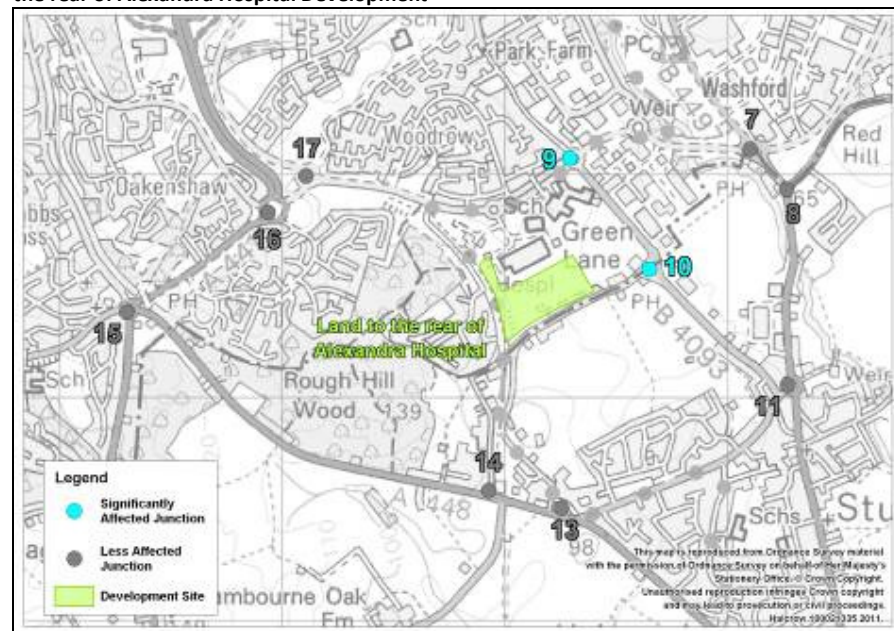 the rear of Alexandra Hospital Development
Park Farm
PC
Sch
79
B 449
Washford
Weir
7
Woodrow
Red
Hill
17
9
PH
Oakenshaw
8
65
Sch
16
Green
Lane
44
10
Hospl
PH
PH
15
Land to the rear of
Alexandra Hospital
B 4093
Sch
Rough Hill
Wood
139
Weir
11
14
A 448
13
98
Schs
Stu
Legend
Significantly
Affected Junction
Less Affected
Junction
Development Site
ambourne Oak
Fm
This map is reproduced from Ordnance Survey material
with the permission of Ordnance Survey on behalf of Her Majesty's
Stationery Office. © Crown Copyright.
Unauthorised reproduction infringes Crown copyright
and may lead to prosecution or civil proceedings.
Halcrow 100021335 2011.